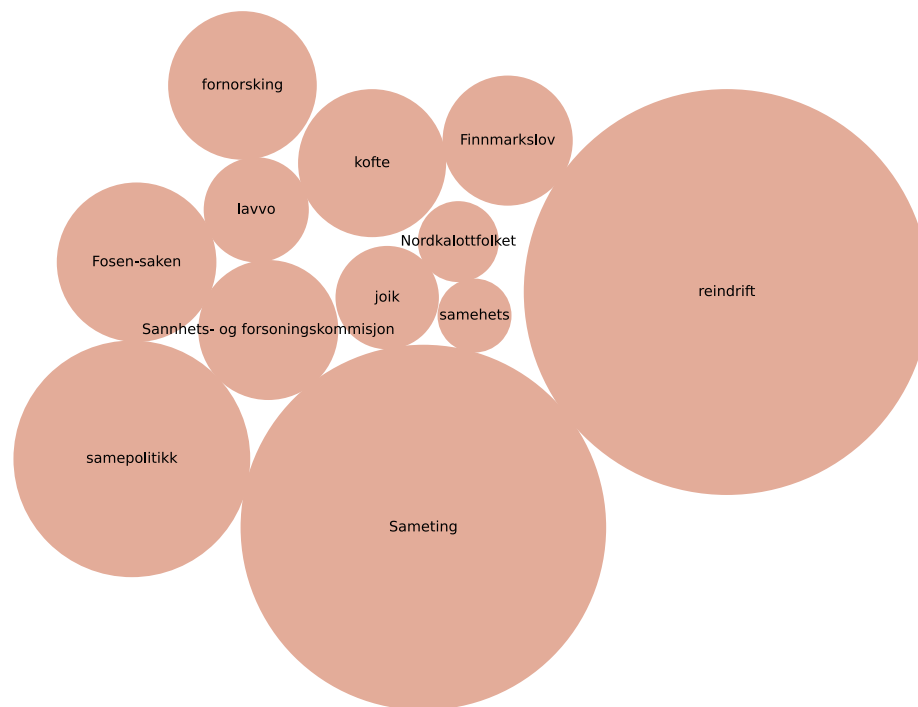 fornorsking
Finnmarkslov
kofte
lavvo
Nordkalottfolket
Fosen-saken
reindrift
joik
samehets
Sannhets- og forsoningskommisjon
samepolitikk
Sameting